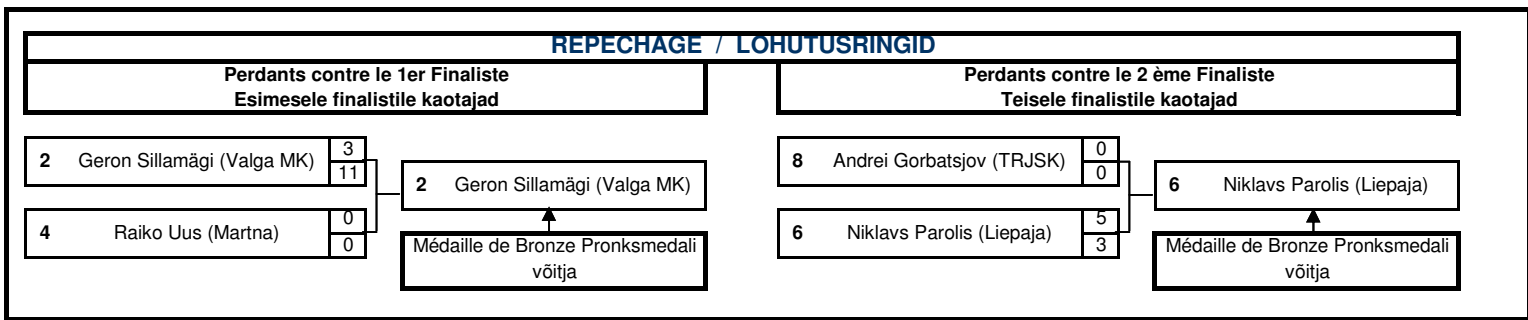 REPECHAGE / LOHUTUSRINGID
Perdants contre le 1er Finaliste
Esimesele finalistile kaotajad
2 Geron Sillamägi (Valga MK) 3
11
4 Raiko Uus (Martna) 0
0
2 Geron Sillamägi (Valga MK)
Médaille de Bronze Pronksmedali
võitja
Perdants contre le 2 ème Finaliste
Teisele finalistile kaotajad
8 Andrei Gorbatsjov (TRJSK) 0
0
6 Niklavs Parolis (Liepaja) 5
3
6 Niklavs Parolis (Liepaja)
Médaille de Bronze Pronksmedali
võitja